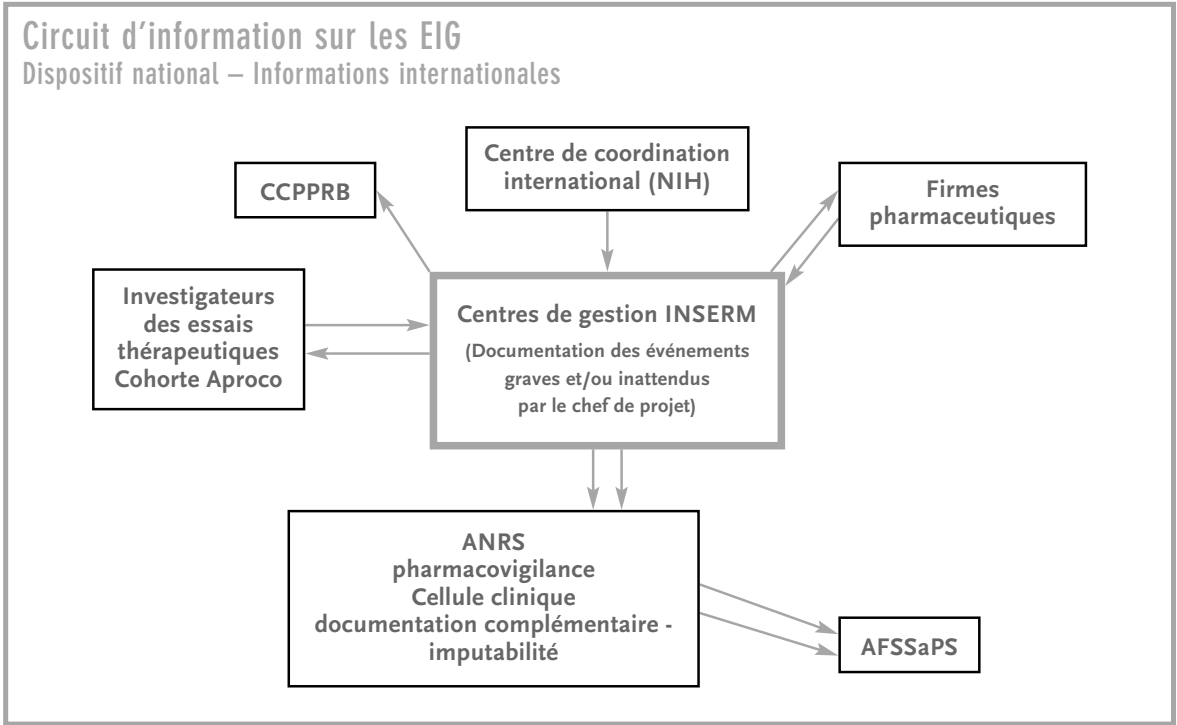 Circuit d’information sur les EIG
Dispositif national – Informations internationales
CCPPRB
Centre de coordination
international (NIH)
Firmes
pharmaceutiques
Investigateurs
des essais
thérapeutiques
Cohorte Aproco
Centres de gestion INSERM
(Documentation des événements
graves et/ou inattendus
par le chef de projet)
ANRS
pharmacovigilance
Cellule clinique
documentation complémentaire -
imputabilité
AFSSaPS